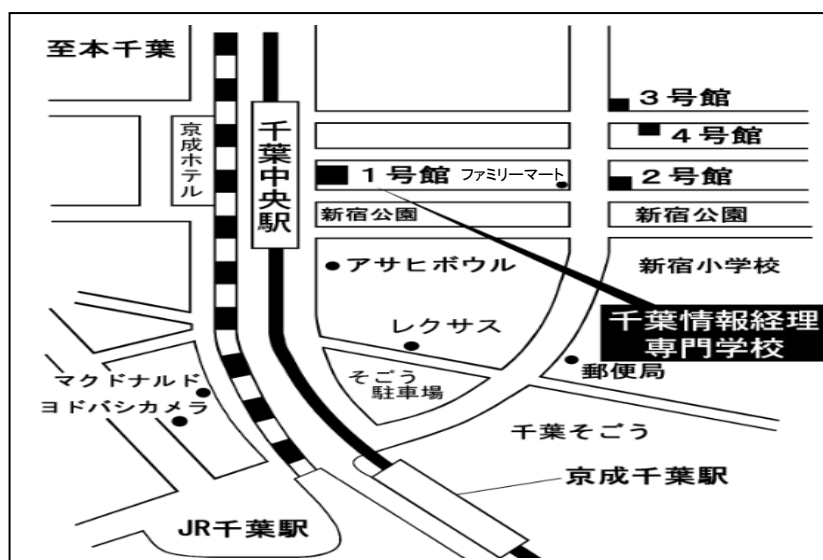 至本千葉
京成ホテル
千葉中央駅
3号館
4号館
1号館
ファミリーマート
2号館
新宿公園
新宿公園
アサヒボウル
新宿小学校
レクサス
千葉情報経理
専門学校
郵便局
そごう
駐車場
マクドナルド
ヨドバシカメラ
千葉そごう
京成千葉駅
JR千葉駅